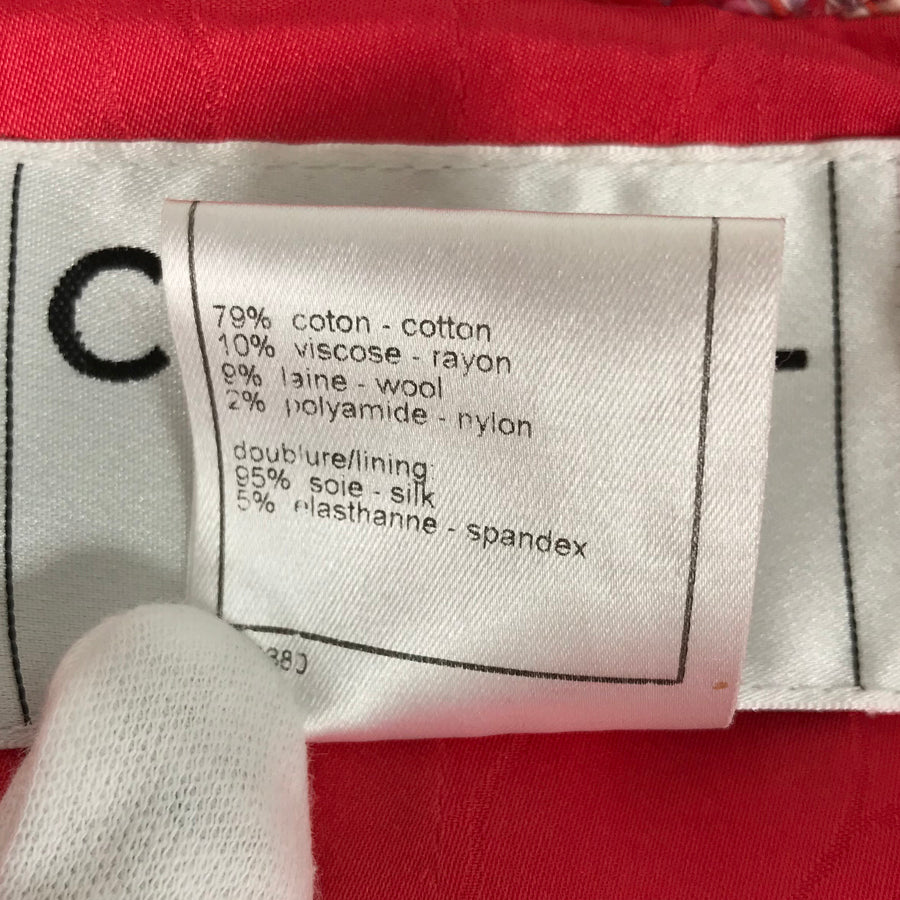 79% coton - cotton
10% viscose - rayon
9% laine - wool
2% polyamide - nylon
doublure/lining:
95% soie - silk
5% elasthanne - spandex